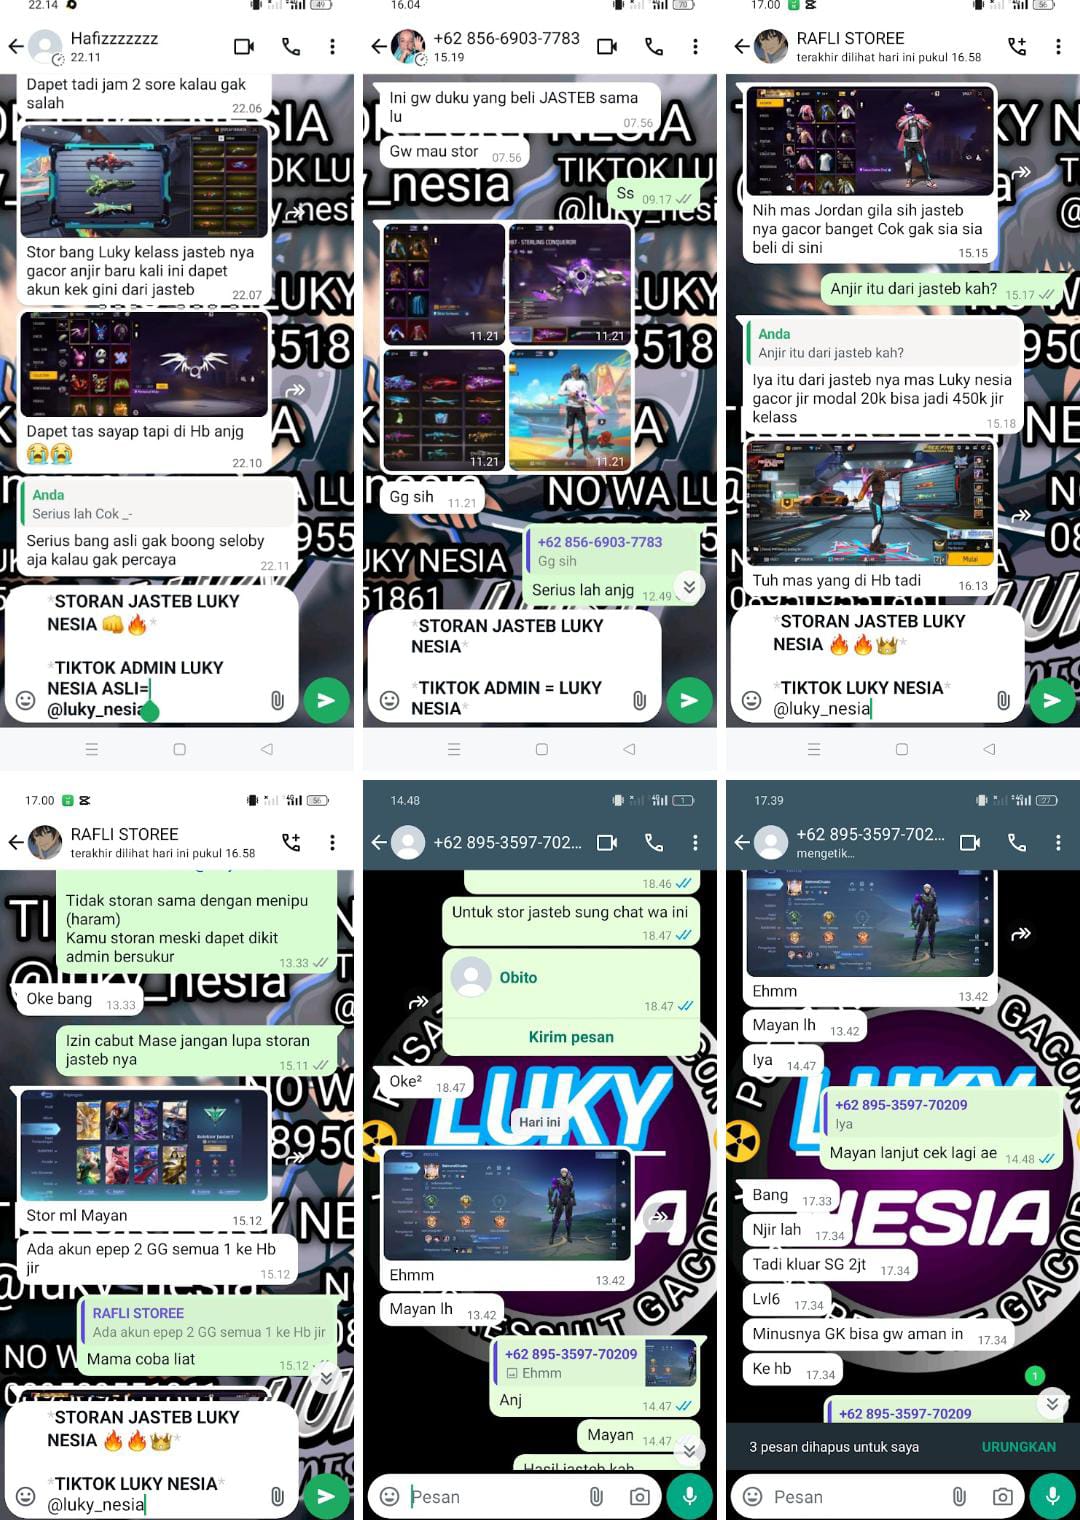 22.14
49
Hafizzzzzzz
22.11
Dapet tadi jam 2 sore kalau gak
salah
22.06
Stor bang Luky kelass jasteb nya
gacor anjir baru kali ini dapet
akun kek gini dari jasteb
22.07
Dapet tas sayap tapi di Hb anjg
😭😭
22.10
Anda
Serius lah Cok _-
Serius bang asli gak boong seloby
aja kalau gak percaya
22.11
*STORAN JASTEB LUKY
NESIA 👊🔥*
*TIKTOK ADMIN LUKY
NESIA ASLI=
@luky_nesia
16.04
70
+62 856-6903-7783
15.19
Ini gw duku yang beli JASTEB sama
lu
07.56
Gw mau stor
07.56
Ss
09.17
11.21
11.21
11.21
11.21
Gg sih
11.21
+62 856-6903-7783
Gg sih
Serius lah anjg
12.49
*STORAN JASTEB LUKY
NESIA*
*TIKTOK ADMIN = LUKY
NESIA*
17.00
56
RAFLI STOREE
terakhir dilihat hari ini pukul 16.58
Nih mas Jordan gila sih jasteb
nya gacor banget Cok gak sia sia
beli di sini
15.15
Anjir itu dari jasteb kah?
15.17
Anda
Anjir itu dari jasteb kah?
Iya itu dari jasteb nya mas Luky nesia
gacor jir modal 20k bisa jadi 450k jir
kelass
15.18
Mulai
Tuh mas yang di Hb tadi
16.13
*STORAN JASTEB LUKY
NESIA 🔥🔥👑*
*TIKTOK LUKY NESIA*
@luky_nesia
17.00
56
RAFLI STOREE
terakhir dilihat hari ini pukul 16.58
Tidak storan sama dengan menipu
(haram)
Kamu storan meski dapet dikit
admin bersukur
13.33
Oke bang
13.33
Izin cabut Mase jangan lupa storan
jasteb nya
15.11
Stor ml Mayan
15.12
Ada akun epep 2 GG semua 1 ke Hb
jir
15.12
RAFLI STOREE
Ada akun epep 2 GG semua 1 ke Hb jir
Mama coba liat
15.12
*STORAN JASTEB LUKY
NESIA 🔥🔥👑*
*TIKTOK LUKY NESIA*
@luky_nesia
14.48
1
+62 895-3597-702...
18.46
Untuk stor jasteb sung chat wa ini
18.47
Obito
18.47
Kirim pesan
Oke²
18.47
Hari ini
LUKY
Ehmm
13.42
Mayan lh
13.42
+62 895-3597-70209
Ehmm
Anj
14.47
Mayan
14.47
Hasil jasteb kah
Pesan
17.39
27
+62 895-3597-702...
mengetik...
Ehmm
13.42
Mayan lh
13.42
Iya
14.47
+62 895-3597-70209
Iya
Mayan lanjut cek lagi ae
14.48
Bang
17.33
Njir lah
17.34
NESIA
Tadi kluar SG 2jt
17.34
Lvl6
17.34
Minusnya GK bisa gw aman in
17.34
Ke hb
17.34
1
+62 895-3597-70209
3 pesan dihapus untuk saya
URUNGKAN
Pesan